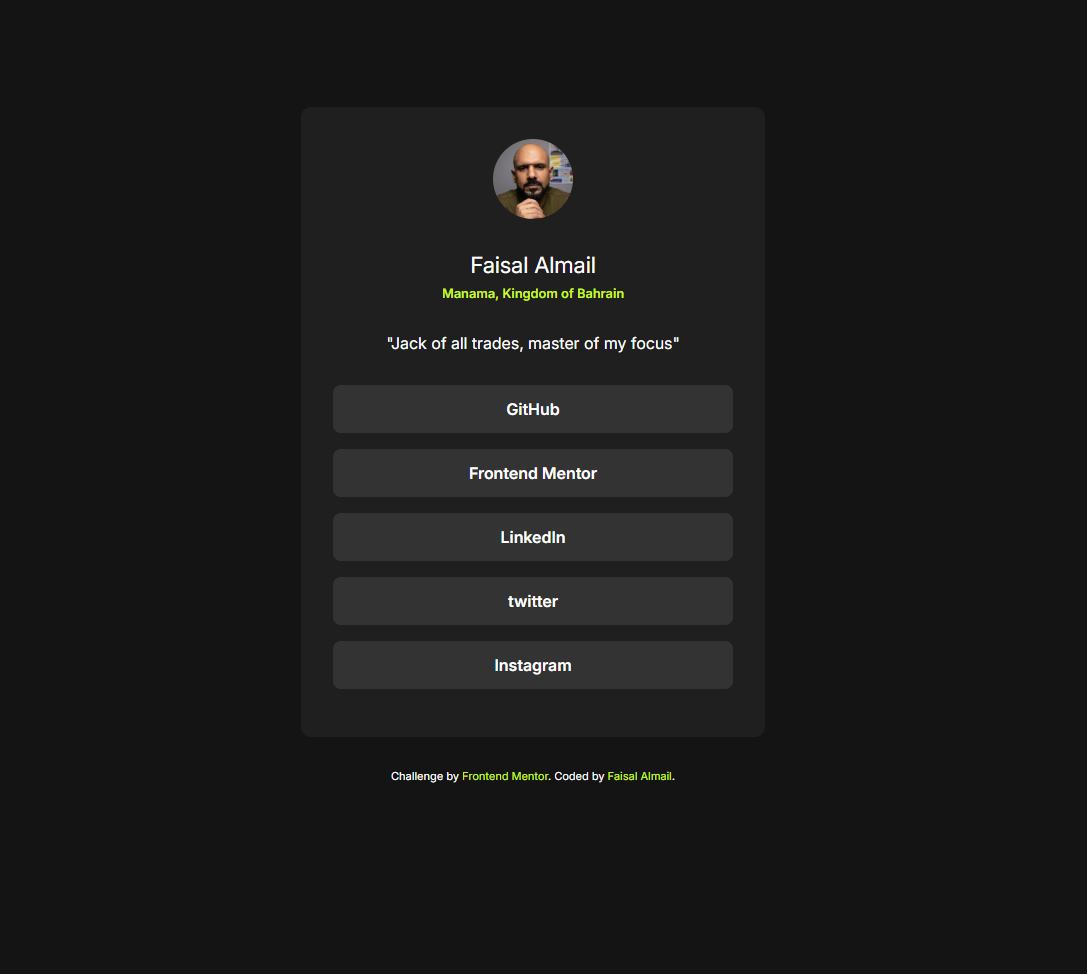 Faisal Almail
Manama, Kingdom of Bahrain
"Jack of all trades, master of my focus"
GitHub
Frontend Mentor
LinkedIn
twitter
Instagram
Challenge by Frontend Mentor. Coded by Faisal Almail.